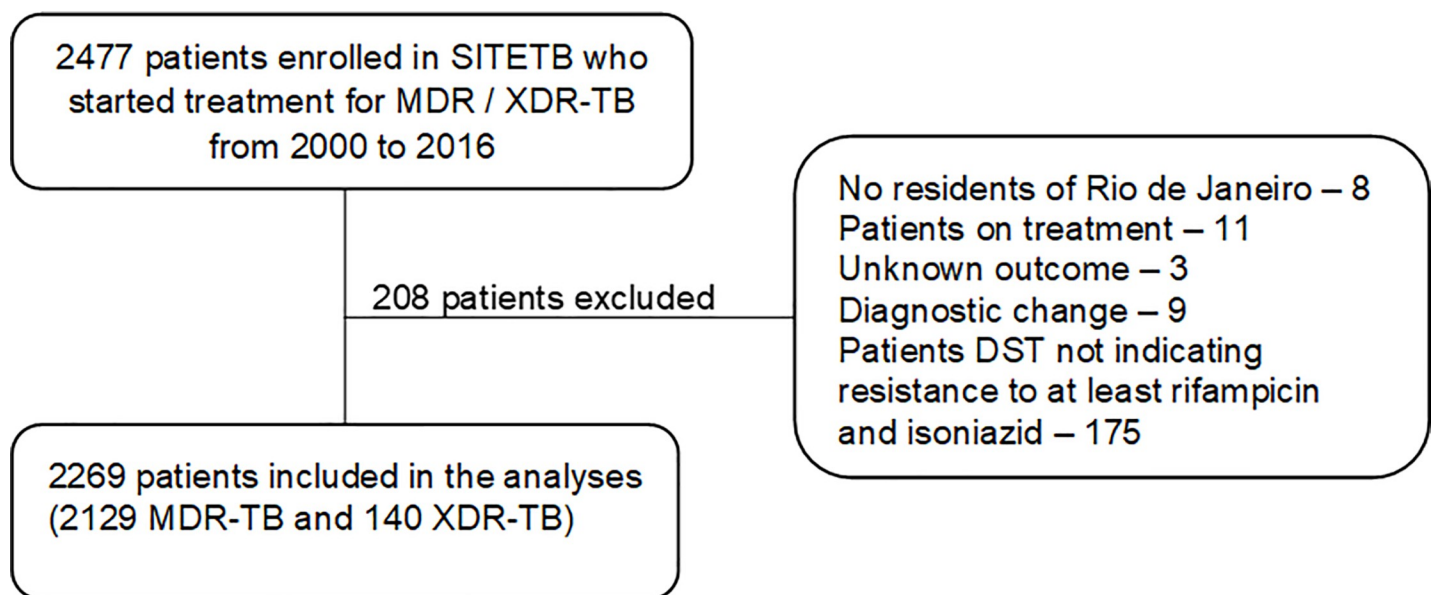 2477 patients enrolled in SITETB who
started treatment for MDR / XDR-TB
from 2000 to 2016
208 patients excluded
No residents of Rio de Janeiro – 8
Patients on treatment – 11
Unknown outcome – 3
Diagnostic change – 9
Patients DST not indicating
resistance to at least rifampicin
and isoniazid – 175
2269 patients included in the analyses
(2129 MDR-TB and 140 XDR-TB)